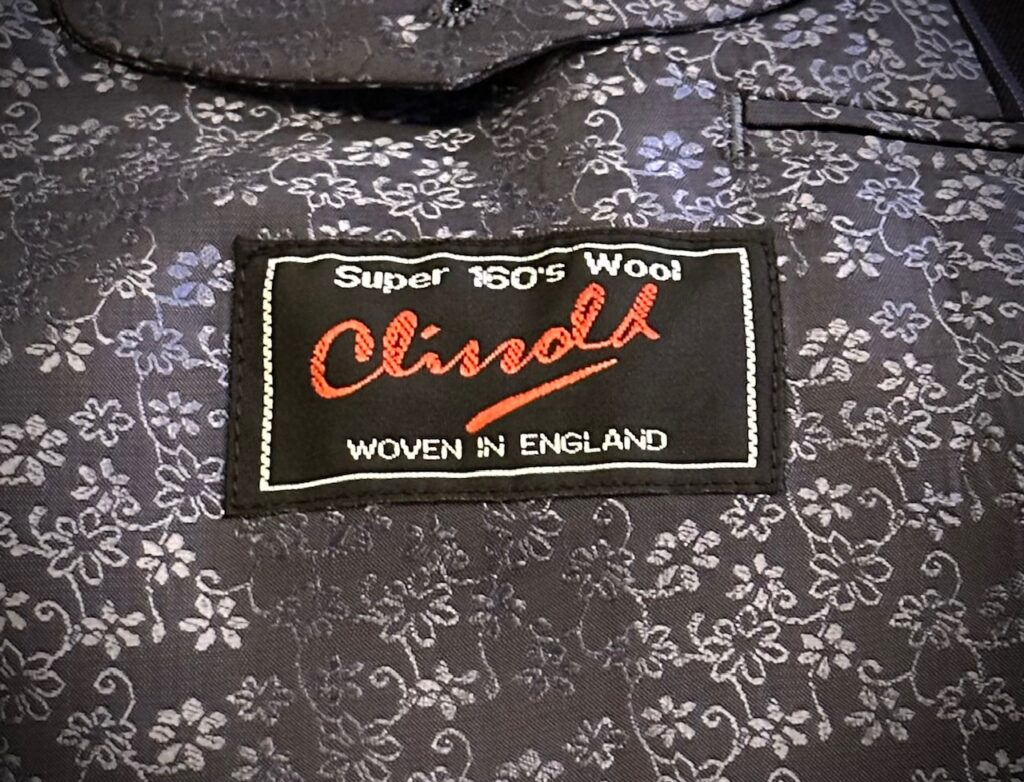 Super 160's Wool
Clissold
WOVEN IN ENGLAND